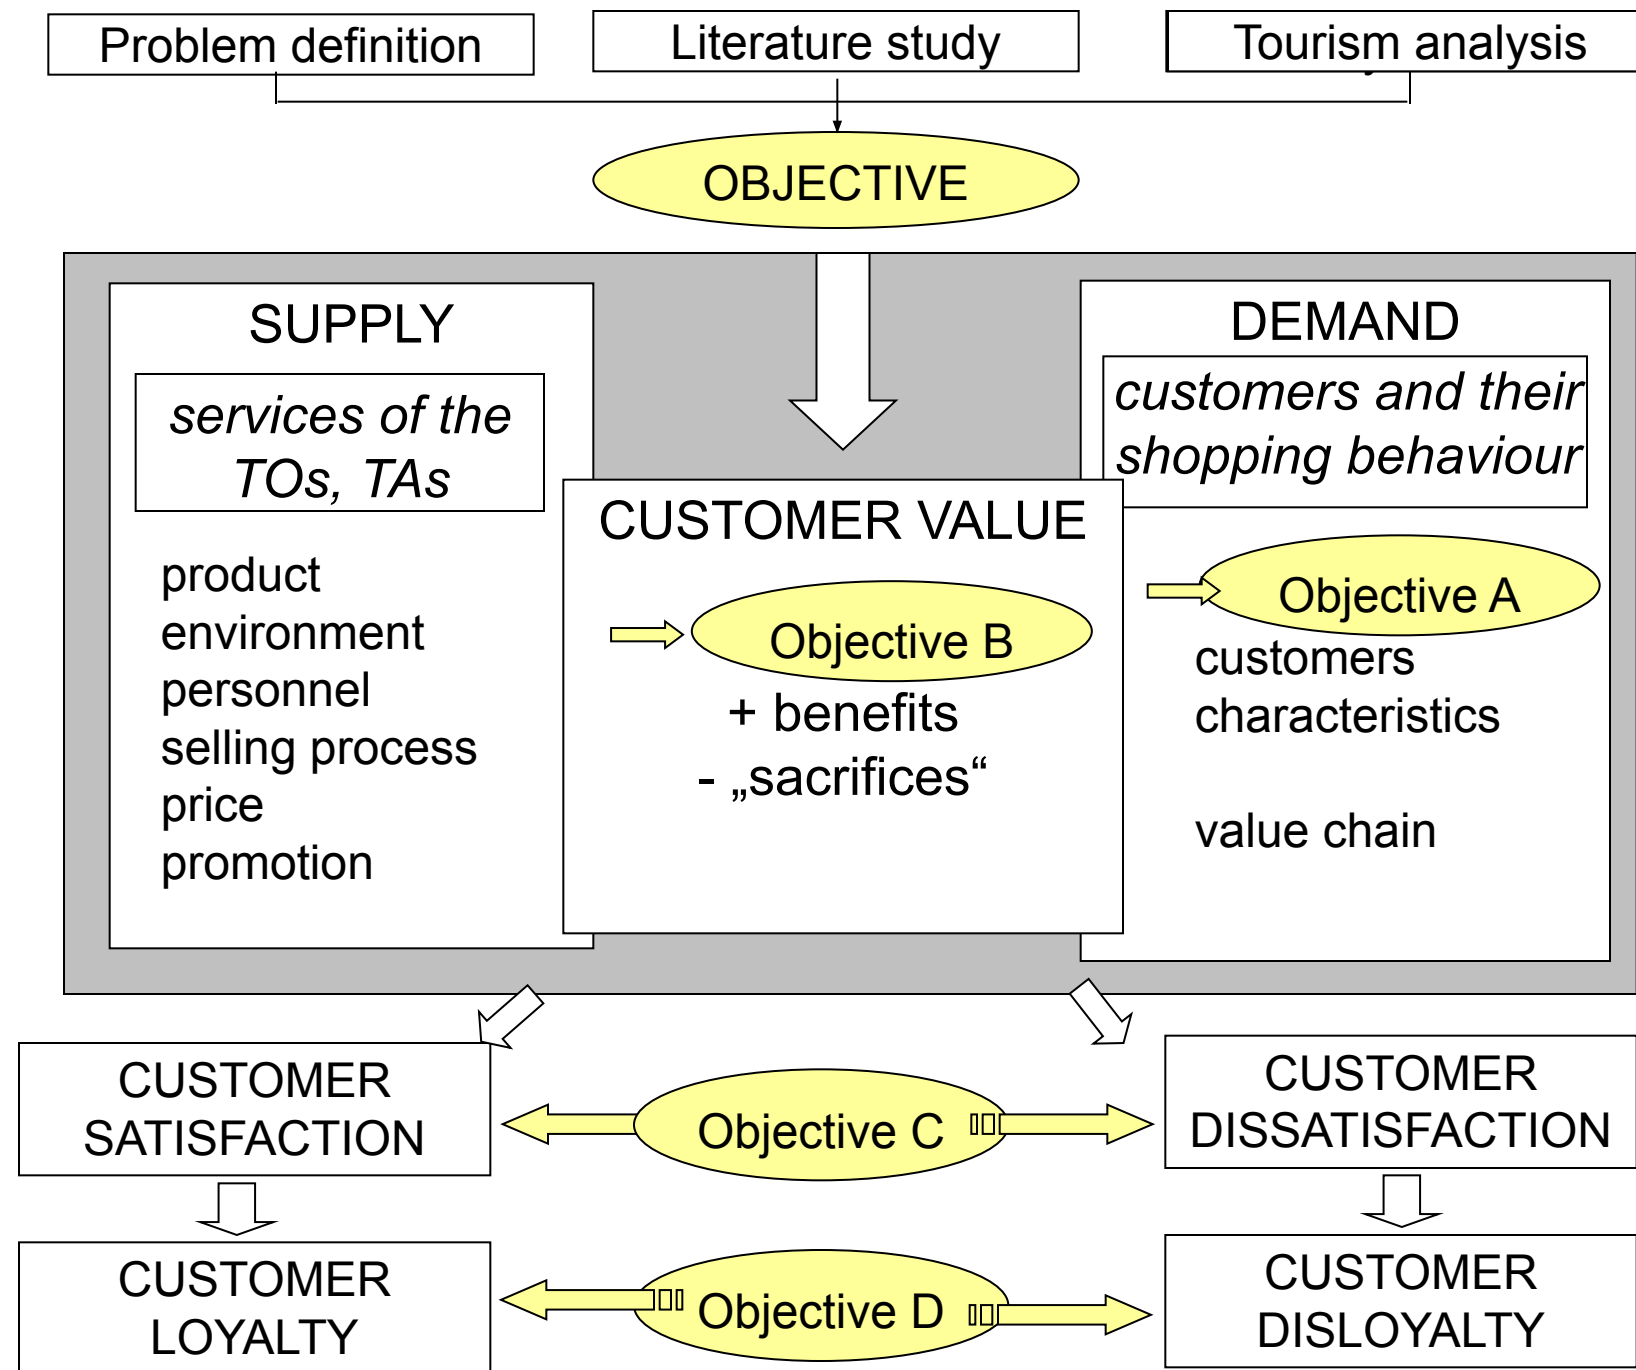 Problem definition
Literature study
Tourism analysis
OBJECTIVE
SUPPLY
services of the
TOs, TAs
product
environment
personnel
selling process
price
promotion
CUSTOMER VALUE
Objective B
+ benefits
- „sacrifices“
DEMAND
customers and their
shopping behaviour
Objective A
customers
characteristics
value chain
CUSTOMER
SATISFACTION
Objective C
CUSTOMER
DISSATISFACTION
CUSTOMER
LOYALTY
Objective D
CUSTOMER
DISLOYALTY